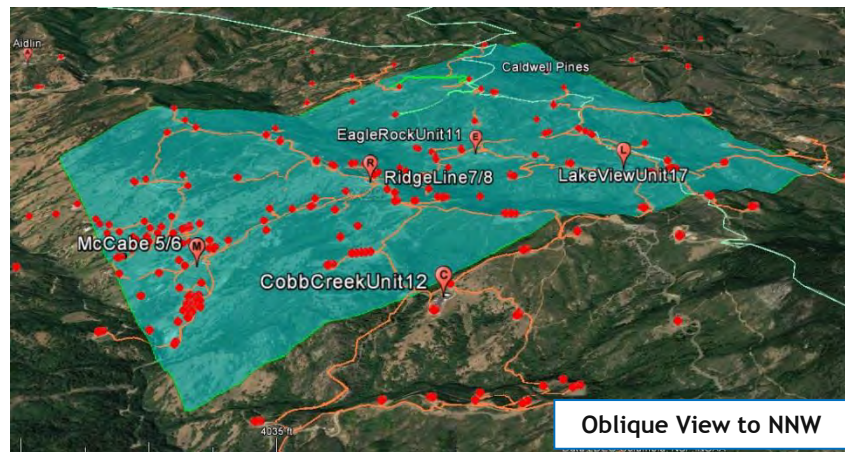 Aidlin
A
Caldwell Pines
EagleRockUnit11
E
L
R
RidgeLine7/8
LakeViewUnit17
McCabe 5/6
M
C
CobbCreekUnit12
4035 ft
Oblique View to NNW